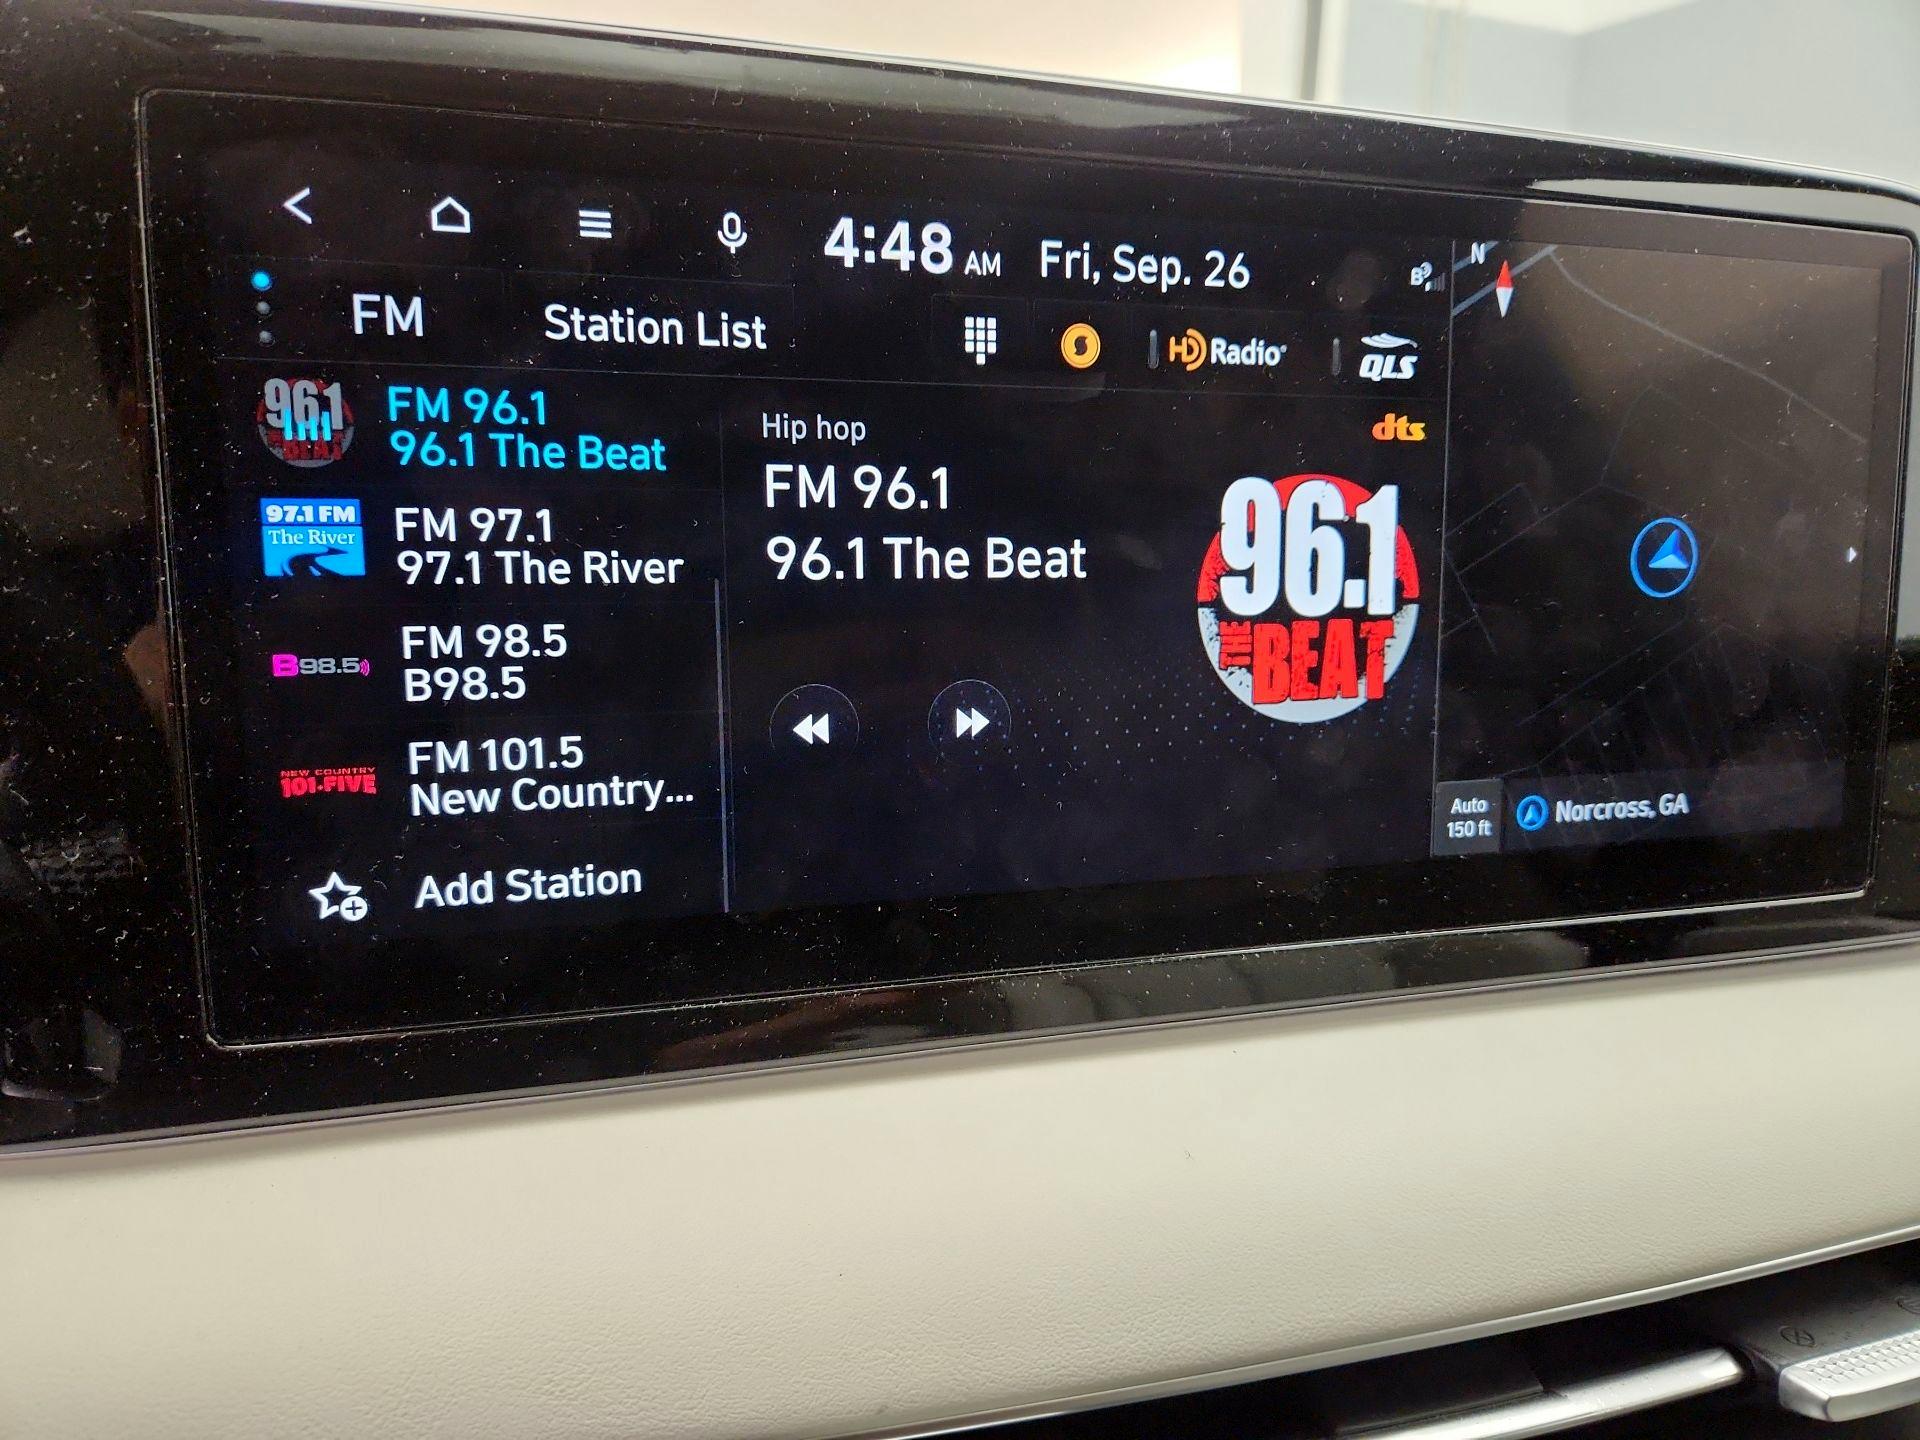 4:48 AM Fri, Sep. 26
N
FM Station List HD Radio QLS
96.1 THE BEAT
FM 96.1
96.1 The Beat
97.1 FM
The River
FM 97.1
97.1 The River
B98.5
FM 98.5
B98.5
NEW COUNTRY
101·FIVE
FM 101.5
New Country...
Add Station
Hip hop
FM 96.1
96.1 The Beat
dts
96.1
THE BEAT
Auto
150 ft
Norcross, GA